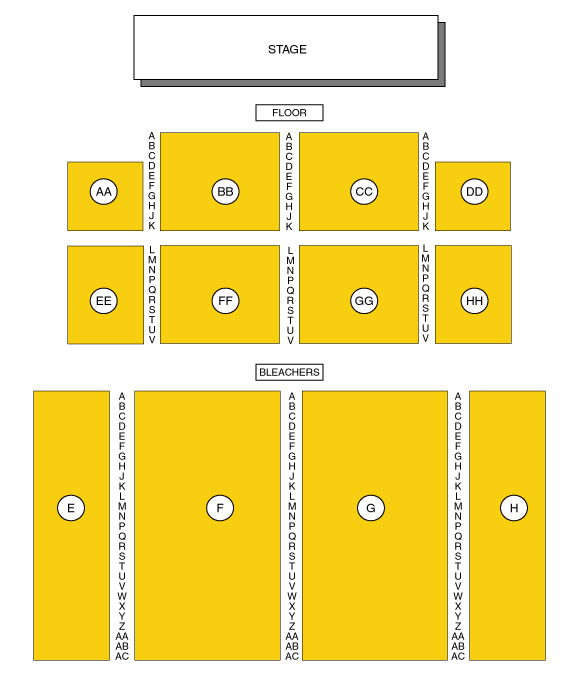 STAGE
FLOOR
A A A
B B B
C C C
D D D
E E E
F F F
AA BB CC DD
G G G
H H H
J J J
K K K
L L L
M M M
N N N
P P P
Q Q Q
R R R
EE FF GG HH
S S S
T T T
U U U
V V V
BLEACHERS
A A A
B B B
C C C
D D D
E E E
F F F
G G G
H H H
J J J
K K K
L L L
M M M
E F G H
N N N
P P P
Q Q Q
R R R
S S S
T T T
U U U
V V V
W W W
X X X
Y Y Y
Z Z Z
AA AA AA
AB AB AB
AC AC AC